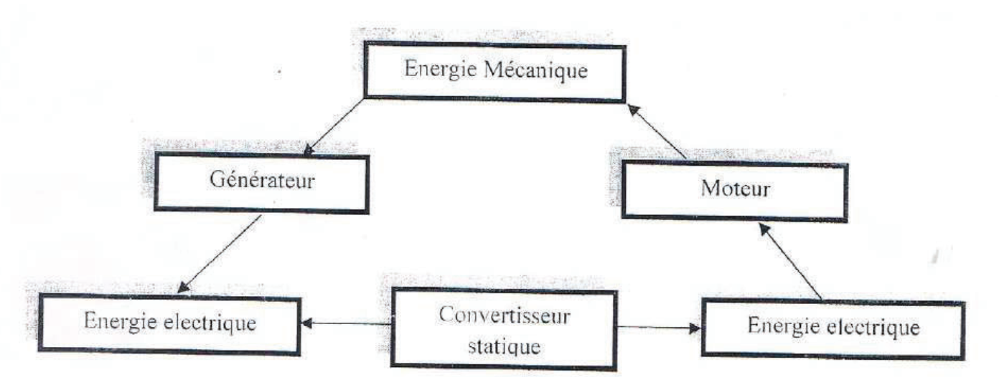 Energie Mécanique
Générateur
Moteur
Energie electrique
Convertisseur
statique
Energie electrique